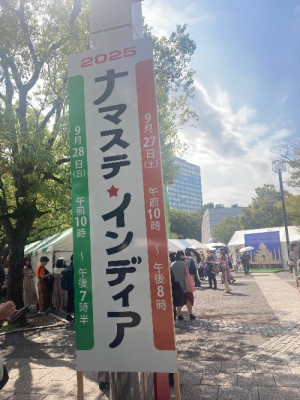 2025
ナマステ★インディア
9月27日(土) 午前10時 〜 午後8時
9月28日(日) 午前10時 〜 午後7時半